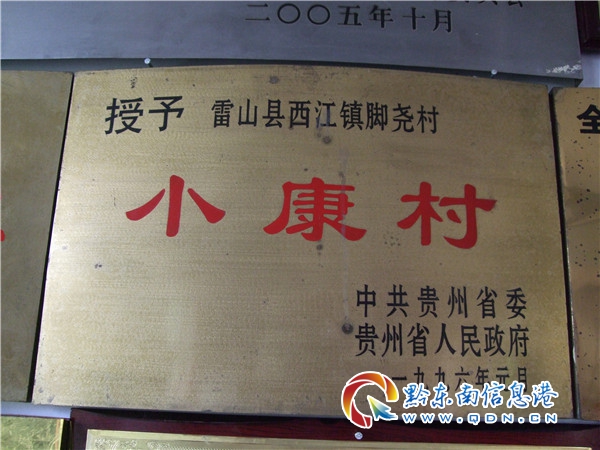 二〇〇五年十月
授予 雷山县西江镇脚尧村
小康村
中共贵州省委
贵州省人民政府
一九九六年元月
全
黔东南信息港
WWW.QDN.CN